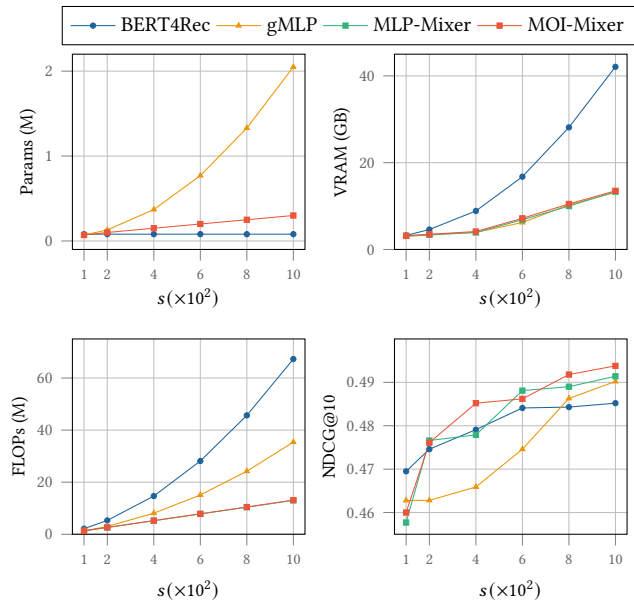 BERT4Rec gMLP MLP-Mixer MOI-Mixer
2
1
0
Params (M)
1 2 4 6 8 10
s(×10²)
40
20
0
VRAM (GB)
1 2 4 6 8 10
s(×10²)
60
40
20
0
FLOPs (M)
1 2 4 6 8 10
s(×10²)
0.49
0.48
0.47
0.46
NDCG@10
1 2 4 6 8 10
s(×10²)